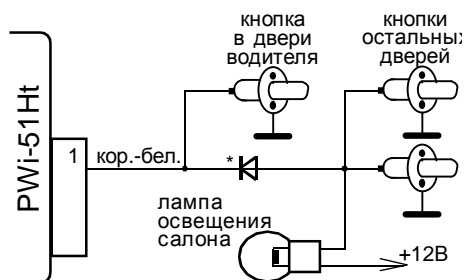 кнопка
в двери
водителя
кнопки
остальных
дверей
PWi-51Ht
1
кор.-бел.
*
лампа
освещения
салона
+12В